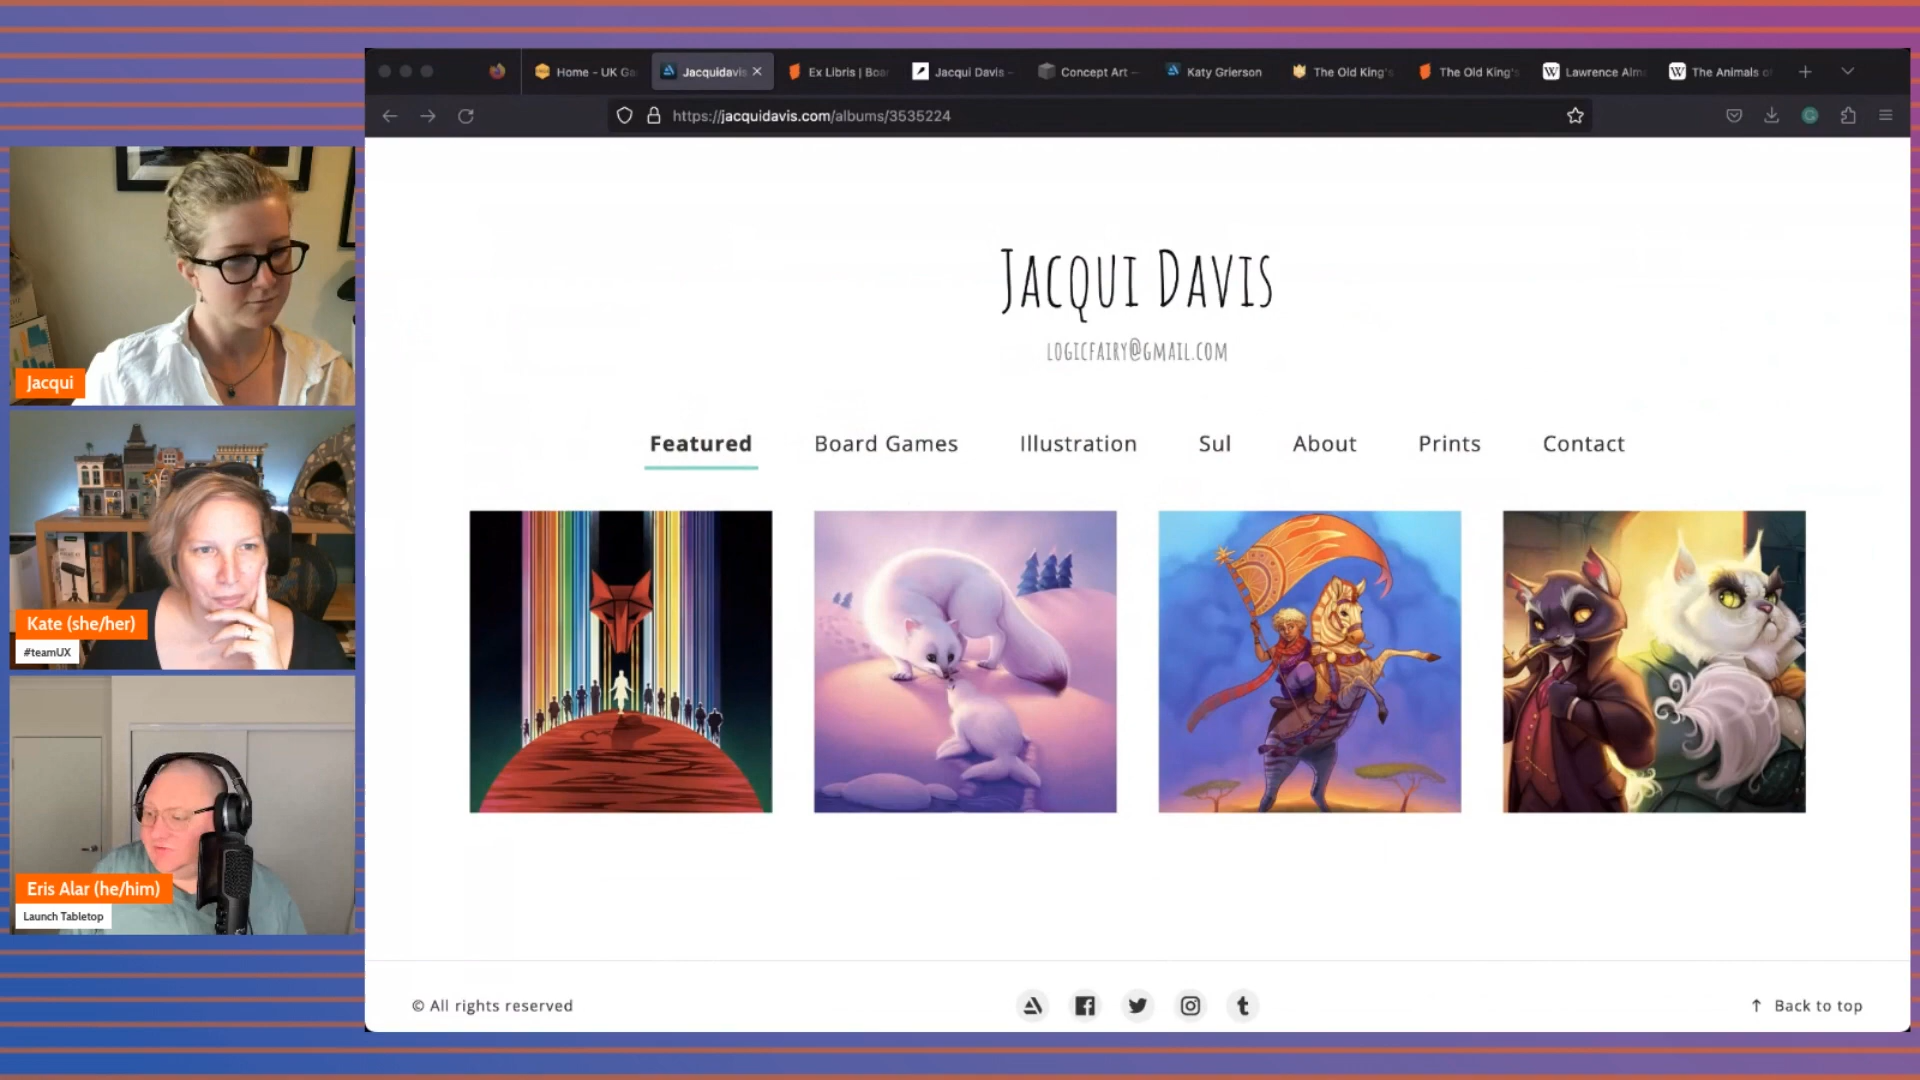 Home - UK Ga
Jacquidavis
Ex Libris | Boar
Jacqui Davis –
Concept Art –
Katy Grierson
The Old King's
The Old King's
W
Lawrence Alm
W
The Animals of
https://jacquidavis.com/albums/3535224
Jacqui
Kate (she/her)
#teamUX
Eris Alar (he/him)
Launch Tabletop
JACQUI DAVIS
LOGICFAIRY@GMAIL.COM
Featured
Board Games
Illustration
Sul
About
Prints
Contact
© All rights reserved
↑ Back to top